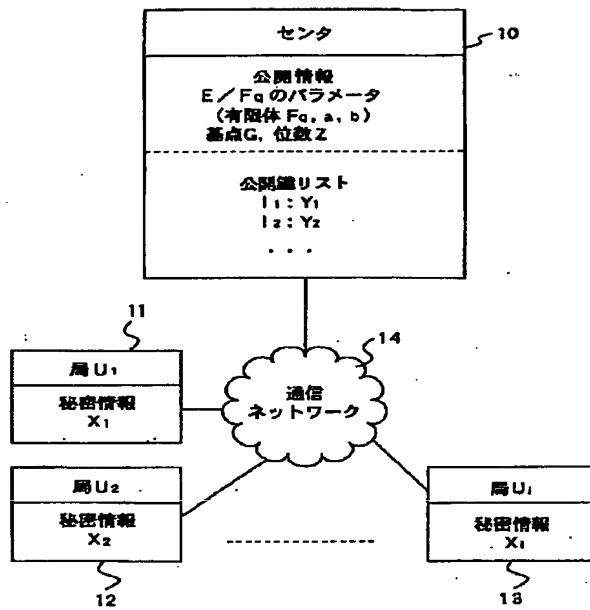 センタ
10
公開情報
E/Fqのパラメータ
(有限体 Fq, a, b)
基点G, 位数Z
公開鍵リスト
I₁:Y₁
I₂:Y₂
・・・
11
局U₁
秘密情報
X₁
14
通信
ネットワーク
局U₂
秘密情報
X₂
12
局Uᵢ
秘密情報
Xᵢ
13